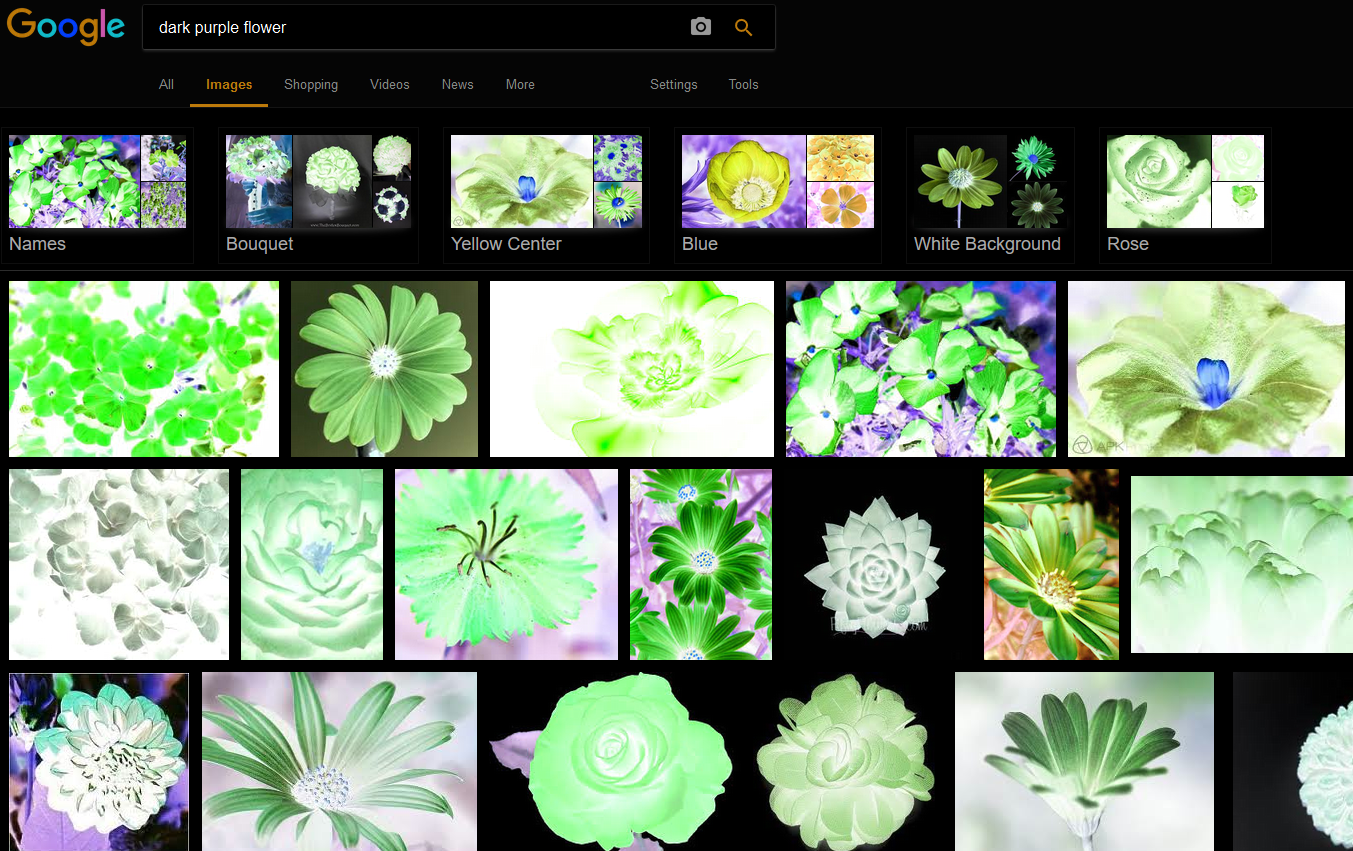 Google
dark purple flower
All Images Shopping Videos News More Settings Tools
Names Bouquet Yellow Center Blue White Background Rose